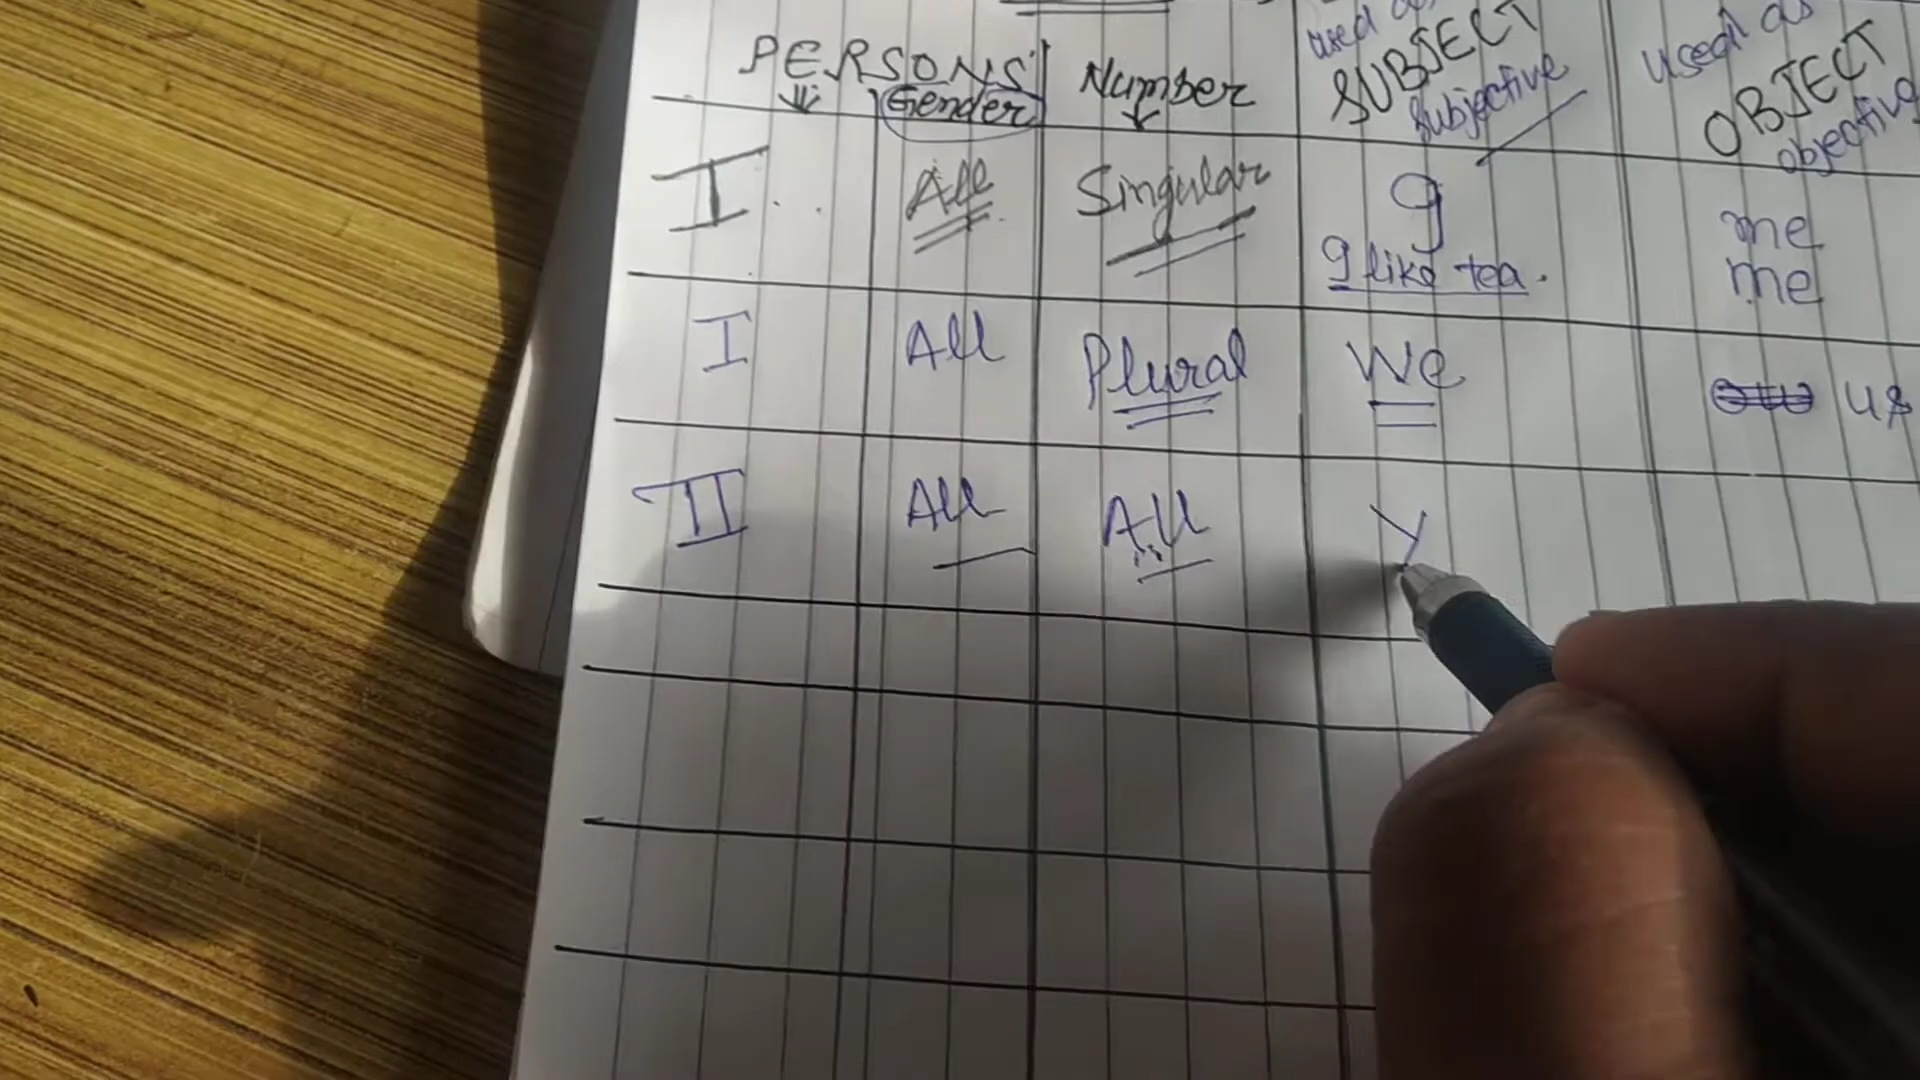 PERSONS Number used as used as
Gender SUBJECT OBJECT
Subjective objective
I All Singular I me
I like tea. me
I All Plural We us
II All All Y